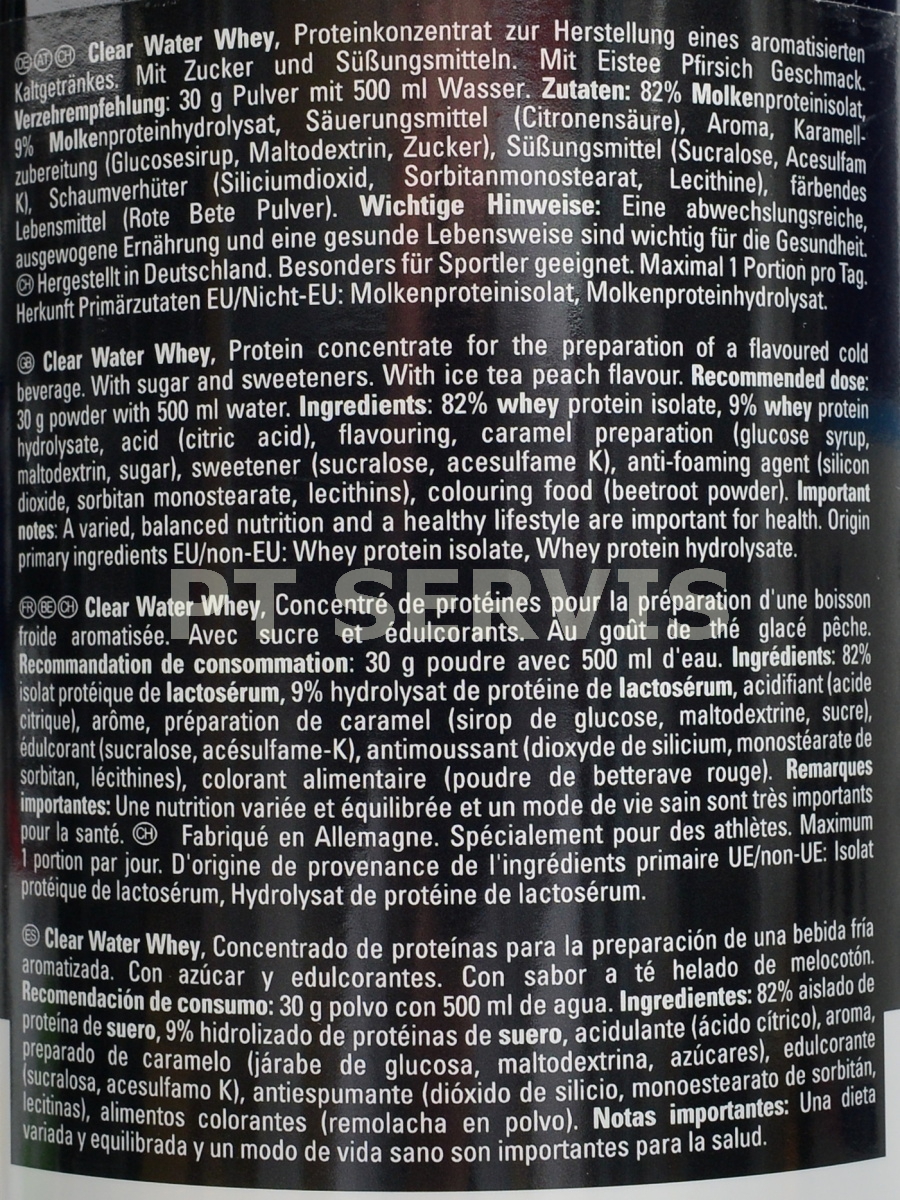 DE AT CH Clear Water Whey, Proteinkonzentrat zur Herstellung eines aromatisierten
Kaltgetränkes. Mit Zucker und Süßungsmitteln. Mit Eistee Pfirsich Geschmack.
Verzehrempfehlung: 30 g Pulver mit 500 ml Wasser. Zutaten: 82% Molkenproteinisolat,
9% Molkenproteinhydrolysat, Säuerungsmittel (Citronensäure), Aroma, Karamell-
zubereitung (Glucosesirup, Maltodextrin, Zucker), Süßungsmittel (Sucralose, Acesulfam
K), Schaumverhüter (Siliciumdioxid, Sorbitanmonostearat, Lecithine), färbendes
Lebensmittel (Rote Bete Pulver). Wichtige Hinweise: Eine abwechslungsreiche,
ausgewogene Ernährung und eine gesunde Lebensweise sind wichtig für die Gesundheit.
CH Hergestellt in Deutschland. Besonders für Sportler geeignet. Maximal 1 Portion pro Tag.
Herkunft Primärzutaten EU/Nicht-EU: Molkenproteinisolat, Molkenproteinhydrolysat.
GB Clear Water Whey, Protein concentrate for the preparation of a flavoured cold
beverage. With sugar and sweeteners. With ice tea peach flavour. Recommended dose:
30 g powder with 500 ml water. Ingredients: 82% whey protein isolate, 9% whey protein
hydrolysate, acid (citric acid), flavouring, caramel preparation (glucose syrup,
maltodextrin, sugar), sweetener (sucralose, acesulfame K), anti-foaming agent (silicon
dioxide, sorbitan monostearate, lecithins), colouring food (beetroot powder). Important
notes: A varied, balanced nutrition and a healthy lifestyle are important for health. Origin
primary ingredients EU/non-EU: Whey protein isolate, Whey protein hydrolysate.
PT SERVIS
FR BE CH Clear Water Whey, Concentré de protéines pour la préparation d'une boisson
froide aromatisée. Avec sucre et édulcorants. Au goût de thé glacé pêche.
Recommandation de consommation: 30 g poudre avec 500 ml d'eau. Ingrédients: 82%
isolat protéique de lactosérum, 9% hydrolysat de protéine de lactosérum, acidifiant (acide
citrique), arôme, préparation de caramel (sirop de glucose, maltodextrine, sucre),
édulcorant (sucralose, acésulfame-K), antimoussant (dioxyde de silicium, monostéarate de
sorbitan, lécithines), colorant alimentaire (poudre de betterave rouge). Remarques
importantes: Une nutrition variée et équilibrée et un mode de vie sain sont très importants
pour la santé. CH Fabriqué en Allemagne. Spécialement pour des athlètes. Maximum
1 portion par jour. D'origine de provenance de l'ingrédients primaire UE/non-UE: Isolat
protéique de lactosérum, Hydrolysat de protéine de lactosérum.
ES Clear Water Whey, Concentrado de proteínas para la preparación de una bebida fría
aromatizada. Con azúcar y edulcorantes. Con sabor a té helado de melocotón.
Recomendación de consumo: 30 g polvo con 500 ml de agua. Ingredientes: 82% aislado de
proteína de suero, 9% hidrolizado de protéinas de suero, acidulante (ácido cítrico), aroma,
preparado de caramelo (járabe de glucosa, maltodextrina, azúcares), edulcorante
(sucralosa, acesulfamo K), antiespumante (dióxido de silicio, monoestearato de sorbitán,
lecitinas), alimentos colorantes (remolacha en polvo). Notas importantes: Una dieta
variada y equilibrada y un modo de vida sano son importantes para la salud.